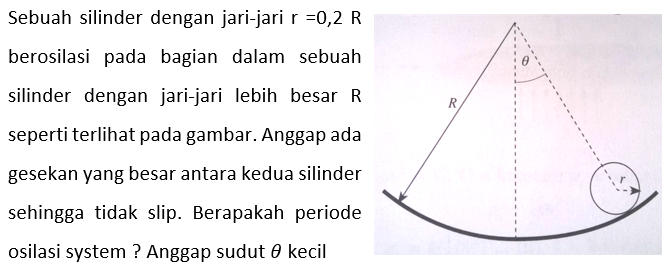 Sebuah silinder dengan jari-jari r =0,2 R
berosilasi pada bagian dalam sebuah
silinder dengan jari-jari lebih besar R
seperti terlihat pada gambar. Anggap ada
gesekan yang besar antara kedua silinder
sehingga tidak slip. Berapakah periode
osilasi system ? Anggap sudut θ kecil
θ
R
r